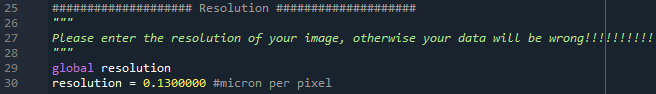 25 #################### Resolution ####################
26 """
27 Please enter the resolution of your image, otherwise your data will be wrong!!!!!!!!!!
28 """
29 global resolution
30 resolution = 0.1300000 #micron per pixel